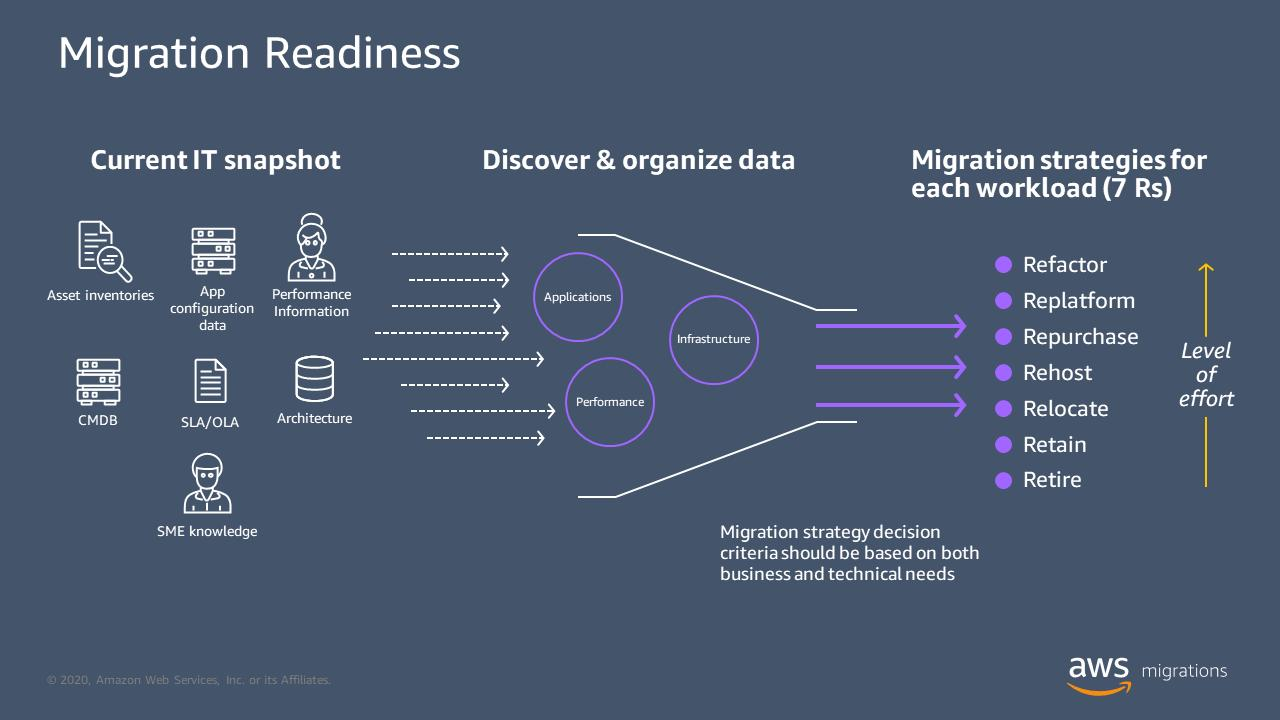 Migration Readiness
Current IT snapshot
Asset inventories
App
configuration
data
Performance
Information
CMDB
SLA/OLA
Architecture
SME knowledge
Discover & organize data
Applications
Infrastructure
Performance
Migration strategies for
each workload (7 Rs)
Refactor
Replatform
Repurchase
Rehost
Relocate
Retain
Retire
Level
of
effort
Migration strategy decision
criteria should be based on both
business and technical needs
© 2020, Amazon Web Services, Inc. or its Affiliates.
aws migrations